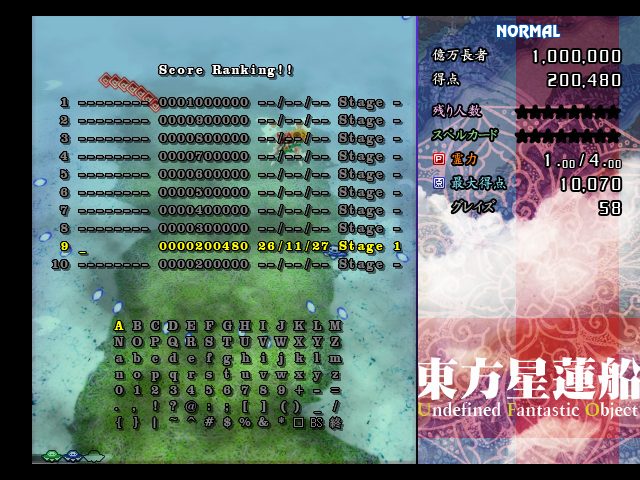 Score Ranking!!
1 -------- 0001000000 --/--/-- Stage -
2 -------- 0000900000 --/--/-- Stage -
3 -------- 0000800000 --/--/-- Stage -
4 -------- 0000700000 --/--/-- Stage -
5 -------- 0000600000 --/--/-- Stage -
6 -------- 0000500000 --/--/-- Stage -
7 -------- 0000400000 --/--/-- Stage -
8 -------- 0000300000 --/--/-- Stage -
9 _ 0000200480 26/11/27 Stage 1
10 -------- 0000200000 --/--/-- Stage -
A B C D E F G H I J K L M
N O P Q R S T U V W X Y Z
a b c d e f g h i j k l m
n o p q r s t u v w x y z
0 1 2 3 4 5 6 7 8 9 + - =
. , ! ? @ : ; [ ] ( ) _ /
{ } | ~ ^ # $ % & * □ BS 終
NORMAL
億万長者 1,000,000
得点 200,480
残り人数 ★★★★★★★★
スペルカード ★★★★★★★★
P 霊力 1.00/4.00
点 最大得点 10,070
グレイズ 58
東方星蓮船
Undefined Fantastic Object